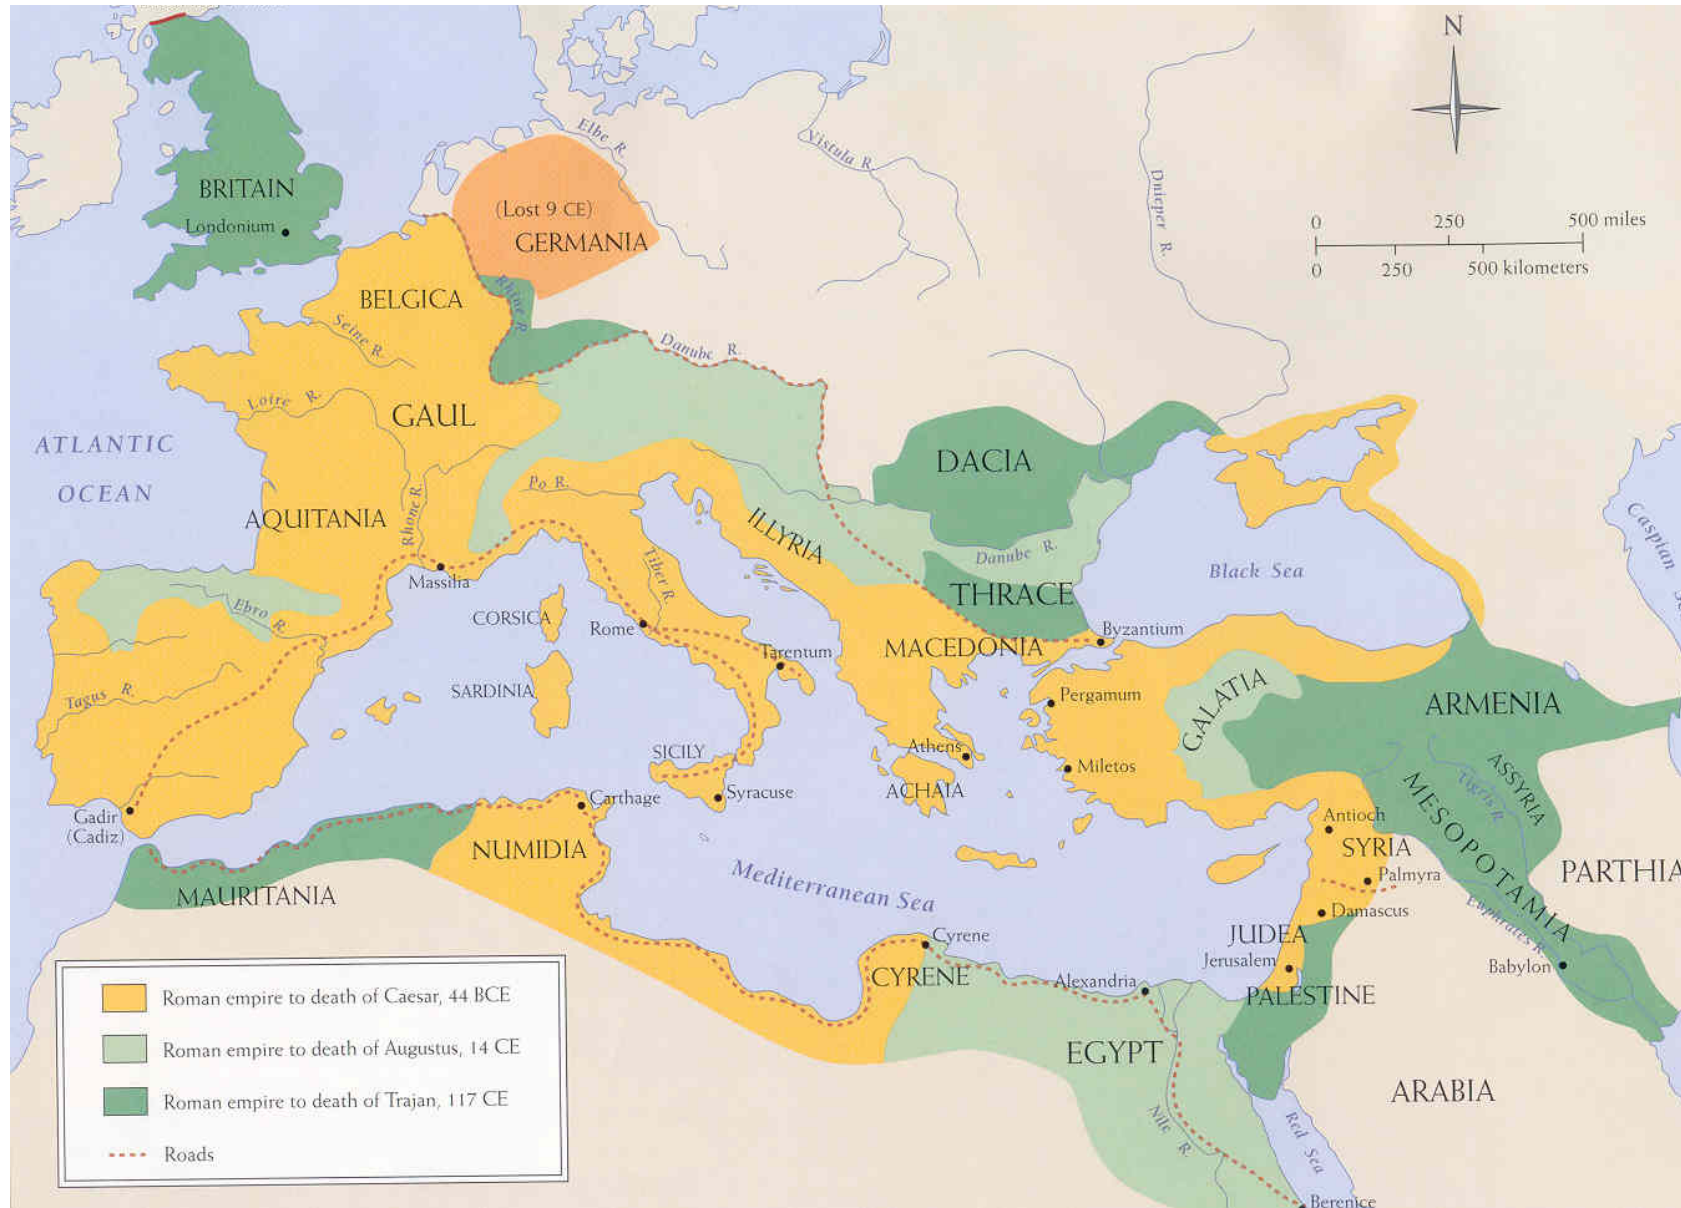 N
Elbe R.
Vistula R.
Dnieper R.
BRITAIN
Londonium
(Lost 9 CE)
GERMANIA
0 250 500 miles
0 250 500 kilometers
BELGICA
Rhine R.
Seine R.
Danube R.
Loire R.
GAUL
ATLANTIC
OCEAN
DACIA
Po R.
Rhone R.
AQUITANIA
ILLYRIA
Caspian
Danube R.
Black Sea
Tiber R.
Massilia
THRACE
Ebro R.
CORSICA
Rome
Byzantium
MACEDONIA
Tarentum
Tagus R.
SARDINIA
Pergamum
GALATIA
ARMENIA
SICILY
Athens
Miletos
ASSYRIA
Tigris R.
MESOPOTAMIA
ACHAIA
Syracuse
Carthage
Gadir
(Cadiz)
Antioch
SYRIA
NUMIDIA
PARTHIA
Palmyra
Mediterranean Sea
MAURITANIA
Damascus
Euphrates R.
JUDEA
Cyrene
Jerusalem
Babylon
CYRENE
Alexandria
PALESTINE
EGYPT
ARABIA
Nile R.
Red Sea
Berenice
Roman empire to death of Caesar, 44 BCE
Roman empire to death of Augustus, 14 CE
Roman empire to death of Trajan, 117 CE
Roads